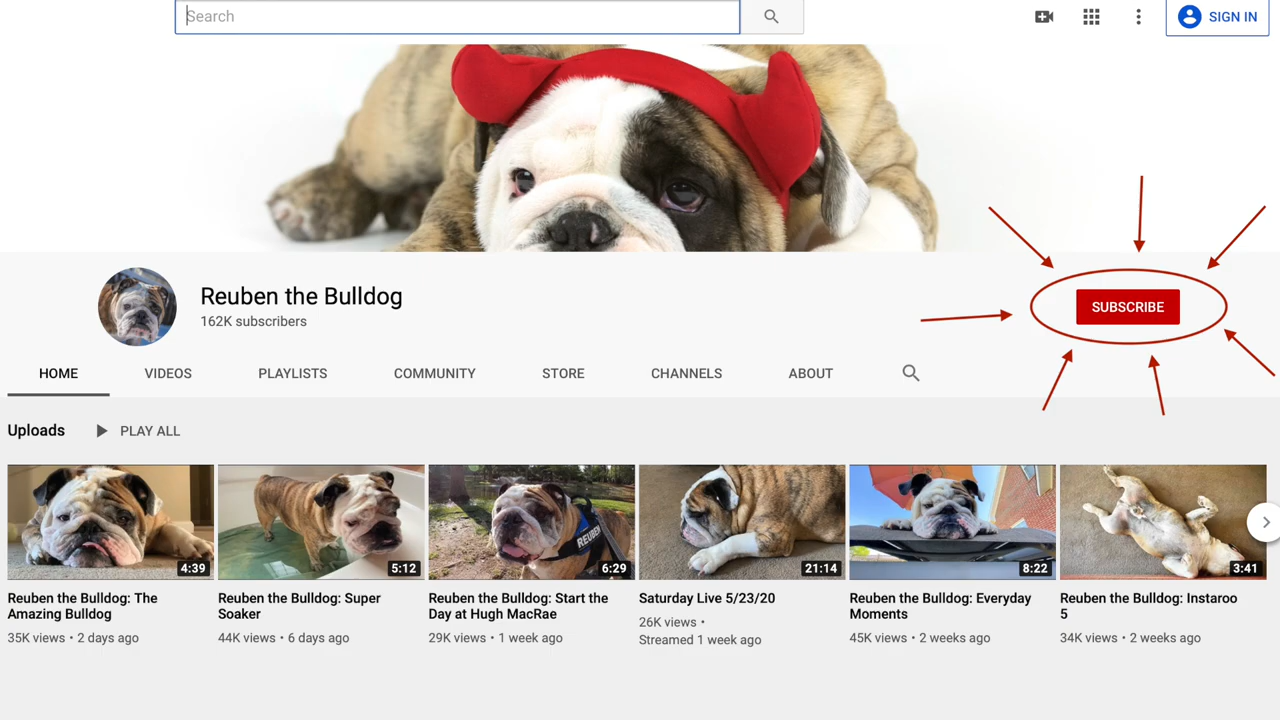 Search
SIGN IN
Reuben the Bulldog
162K subscribers
SUBSCRIBE
HOME VIDEOS PLAYLISTS COMMUNITY STORE CHANNELS ABOUT
Uploads PLAY ALL
REUBEN
4:39
5:12
6:29
21:14
8:22
3:41
Reuben the Bulldog: The
Amazing Bulldog
35K views • 2 days ago
Reuben the Bulldog: Super
Soaker
44K views • 6 days ago
Reuben the Bulldog: Start the
Day at Hugh MacRae
29K views • 1 week ago
Saturday Live 5/23/20
26K views •
Streamed 1 week ago
Reuben the Bulldog: Everyday
Moments
45K views • 2 weeks ago
Reuben the Bulldog: Instaroo
5
34K views • 2 weeks ago